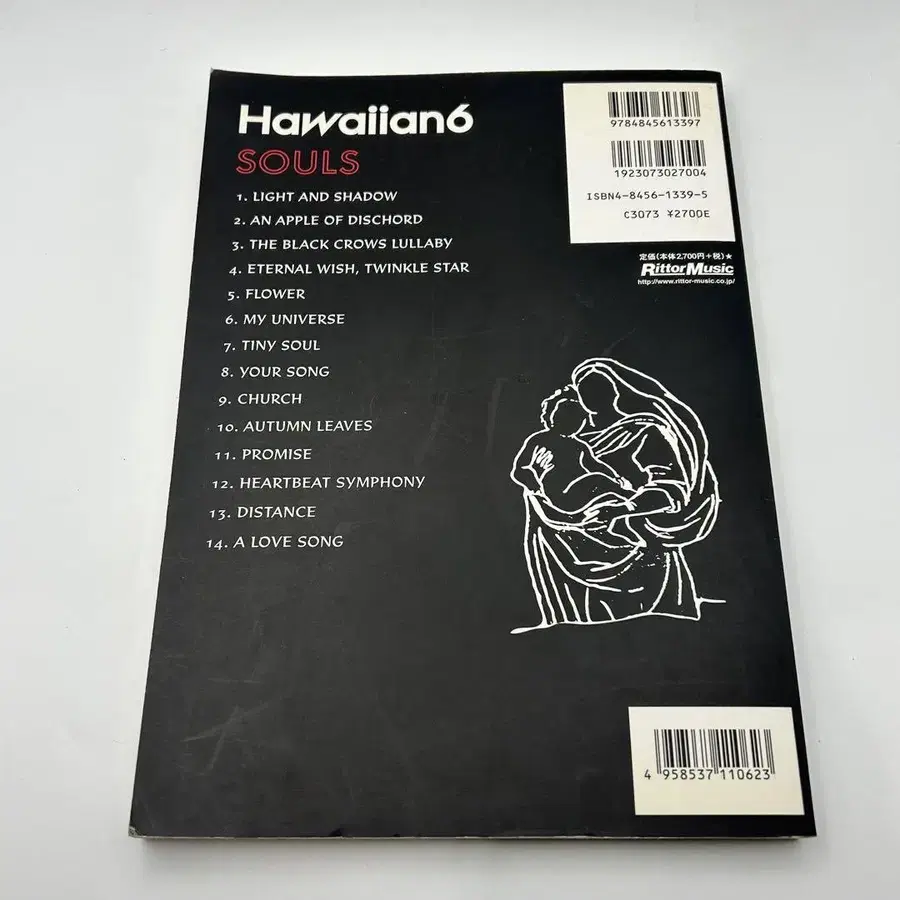 Hawaiian6
SOULS
1. LIGHT AND SHADOW
2. AN APPLE OF DISCHORD
3. THE BLACK CROWS LULLABY
4. ETERNAL WISH, TWINKLE STAR
5. FLOWER
6. MY UNIVERSE
7. TINY SOUL
8. YOUR SONG
9. CHURCH
10. AUTUMN LEAVES
11. PROMISE
12. HEARTBEAT SYMPHONY
13. DISTANCE
14. A LOVE SONG
9784845613397
1923073027004
ISBN4-8456-1339-5
C3073 ¥2700E
定価(本体2,700円+税)★
RittorMusic
http://www.rittor-music.co.jp/
4 958537 110623